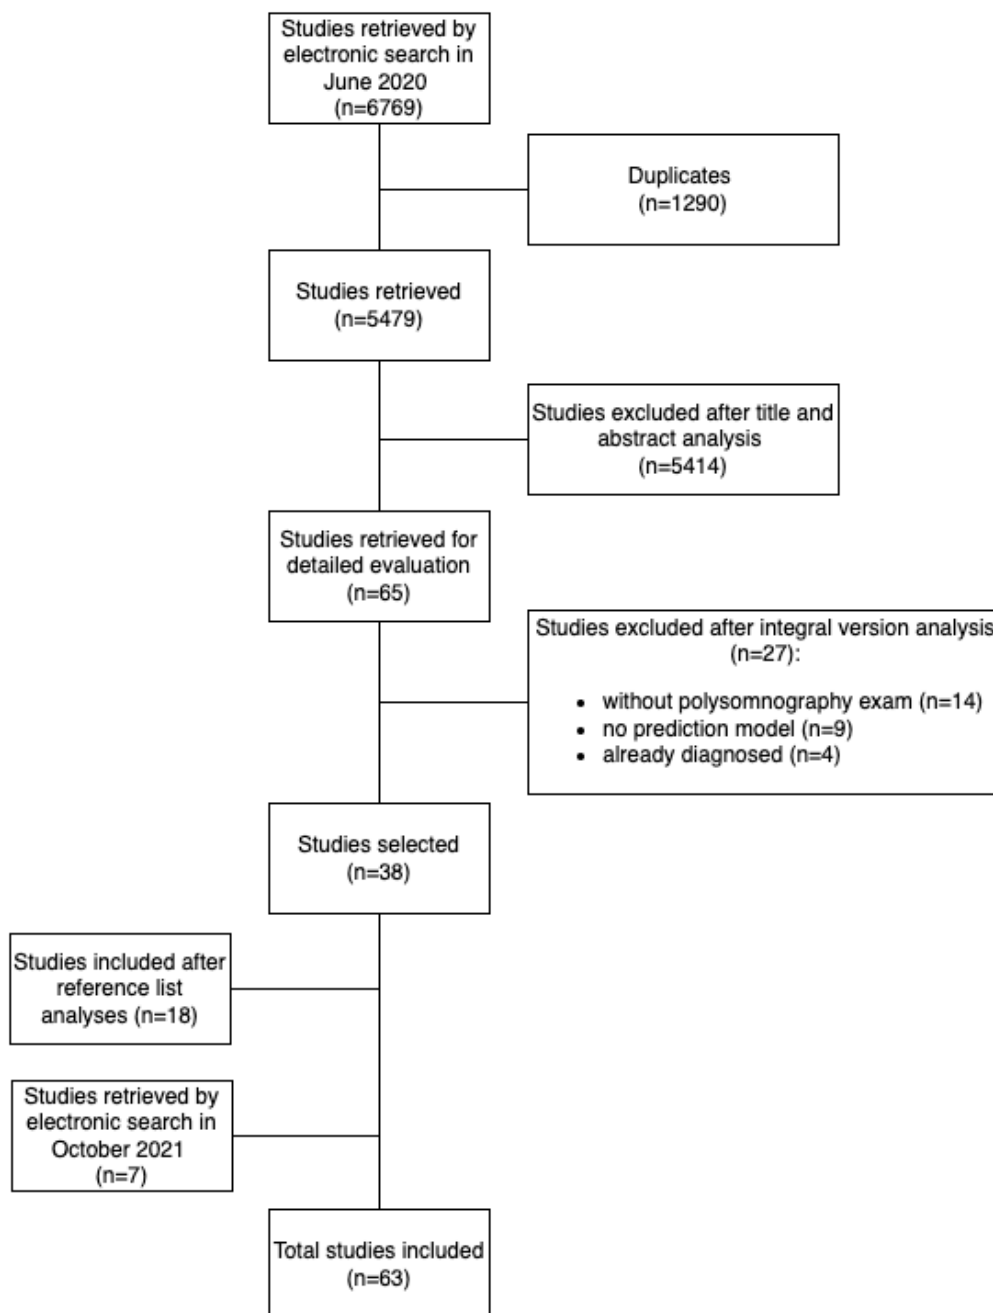 Studies retrieved by
electronic search in
June 2020
(n=6769)
Duplicates
(n=1290)
Studies retrieved
(n=5479)
Studies excluded after title and
abstract analysis
(n=5414)
Studies retrieved for
detailed evaluation
(n=65)
Studies excluded after integral version analysis
(n=27):
• without polysomnography exam (n=14)
• no prediction model (n=9)
• already diagnosed (n=4)
Studies selected
(n=38)
Studies included after
reference list
analyses (n=18)
Studies retrieved by
electronic search in
October 2021
(n=7)
Total studies included
(n=63)